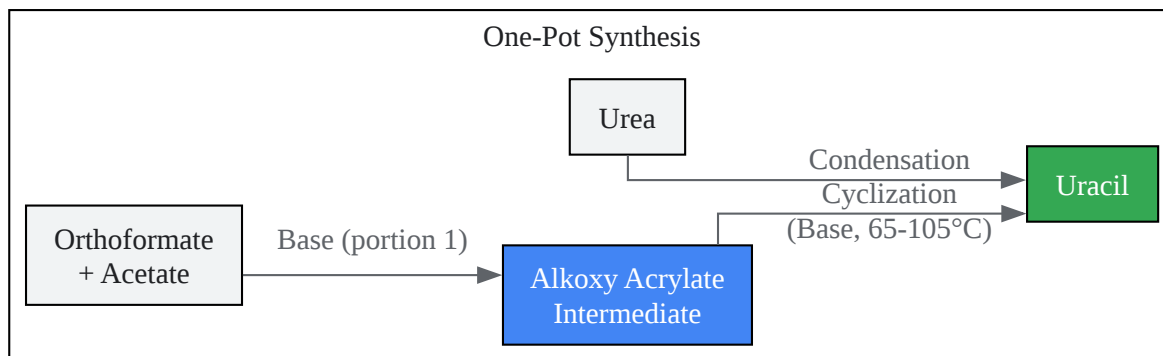 One-Pot Synthesis
Urea
Condensation
Cyclization
(Base, 65-105°C)
Uracil
Orthoformate
+ Acetate
Base (portion 1)
Alkoxy Acrylate
Intermediate